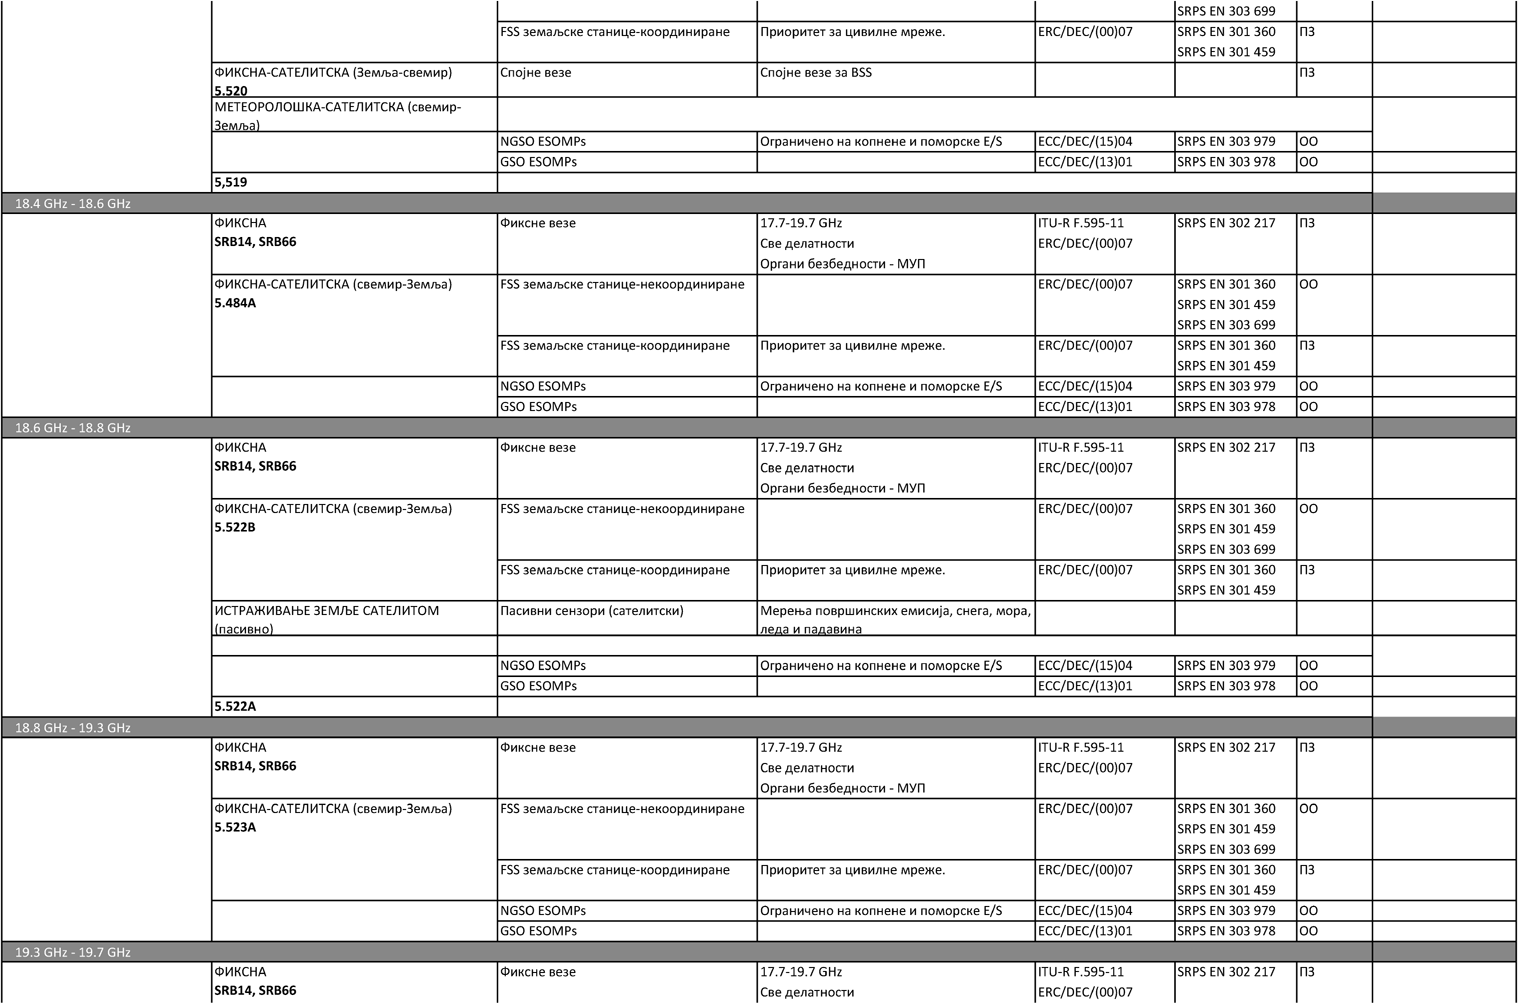 SRPS EN 303 699
FSS земаљске станице-координиране Приоритет за цивилне мреже. ERC/DEC/(00)07 SRPS EN 301 360 ПЗ
SRPS EN 301 459
ФИКСНА-САТЕЛИТСКА (Земља-свемир) Спојне везе Спојне везе за BSS ПЗ
5.520
МЕТЕОРОЛОШКА-САТЕЛИТСКА (свемир-
Земља)
NGSO ESOMPs Ограничено на копнене и поморске E/S ECC/DEC/(15)04 SRPS EN 303 979 ОО
GSO ESOMPs ECC/DEC/(13)01 SRPS EN 303 978 ОО
5,519
18.4 GHz - 18.6 GHz
ФИКСНА Фиксне везе 17.7-19.7 GHz ITU-R F.595-11 SRPS EN 302 217 ПЗ
SRB14, SRB66 Све делатности ERC/DEC/(00)07
Органи безбедности - МУП
ФИКСНА-САТЕЛИТСКА (свемир-Земља) FSS земаљске станице-некоординиране ERC/DEC/(00)07 SRPS EN 301 360 ОО
5.484A SRPS EN 301 459
SRPS EN 303 699
FSS земаљске станице-координиране Приоритет за цивилне мреже. ERC/DEC/(00)07 SRPS EN 301 360 ПЗ
SRPS EN 301 459
NGSO ESOMPs Ограничено на копнене и поморске E/S ECC/DEC/(15)04 SRPS EN 303 979 ОО
GSO ESOMPs ECC/DEC/(13)01 SRPS EN 303 978 ОО
18.6 GHz - 18.8 GHz
ФИКСНА Фиксне везе 17.7-19.7 GHz ITU-R F.595-11 SRPS EN 302 217 ПЗ
SRB14, SRB66 Све делатности ERC/DEC/(00)07
Органи безбедности - МУП
ФИКСНА-САТЕЛИТСКА (свемир-Земља) FSS земаљске станице-некоординиране ERC/DEC/(00)07 SRPS EN 301 360 ОО
5.522B SRPS EN 301 459
SRPS EN 303 699
FSS земаљске станице-координиране Приоритет за цивилне мреже. ERC/DEC/(00)07 SRPS EN 301 360 ПЗ
SRPS EN 301 459
ИСТРАЖИВАЊЕ ЗЕМЉЕ САТЕЛИТОМ Пасивни сензори (сателитски) Мерења површинских емисија, снега, мора,
(пасивно) леда и падавина
NGSO ESOMPs Ограничено на копнене и поморске E/S ECC/DEC/(15)04 SRPS EN 303 979 ОО
GSO ESOMPs ECC/DEC/(13)01 SRPS EN 303 978 ОО
5.522A
18.8 GHz - 19.3 GHz
ФИКСНА Фиксне везе 17.7-19.7 GHz ITU-R F.595-11 SRPS EN 302 217 ПЗ
SRB14, SRB66 Све делатности ERC/DEC/(00)07
Органи безбедности - МУП
ФИКСНА-САТЕЛИТСКА (свемир-Земља) FSS земаљске станице-некоординиране ERC/DEC/(00)07 SRPS EN 301 360 ОО
5.523A SRPS EN 301 459
SRPS EN 303 699
FSS земаљске станице-координиране Приоритет за цивилне мреже. ERC/DEC/(00)07 SRPS EN 301 360 ПЗ
SRPS EN 301 459
NGSO ESOMPs Ограничено на копнене и поморске E/S ECC/DEC/(15)04 SRPS EN 303 979 ОО
GSO ESOMPs ECC/DEC/(13)01 SRPS EN 303 978 ОО
19.3 GHz - 19.7 GHz
ФИКСНА Фиксне везе 17.7-19.7 GHz ITU-R F.595-11 SRPS EN 302 217 ПЗ
SRB14, SRB66 Све делатности ERC/DEC/(00)07